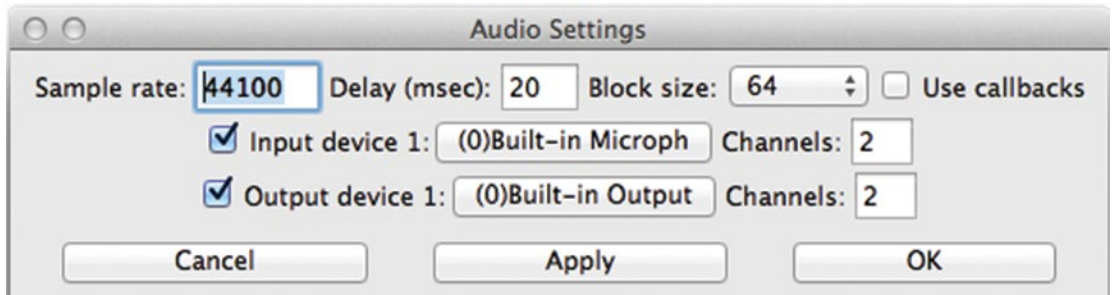 Audio Settings
Sample rate: 44100 Delay (msec): 20 Block size: 64 Use callbacks
Input device 1: (0)Built-in Microph Channels: 2
Output device 1: (0)Built-in Output Channels: 2
Cancel Apply OK